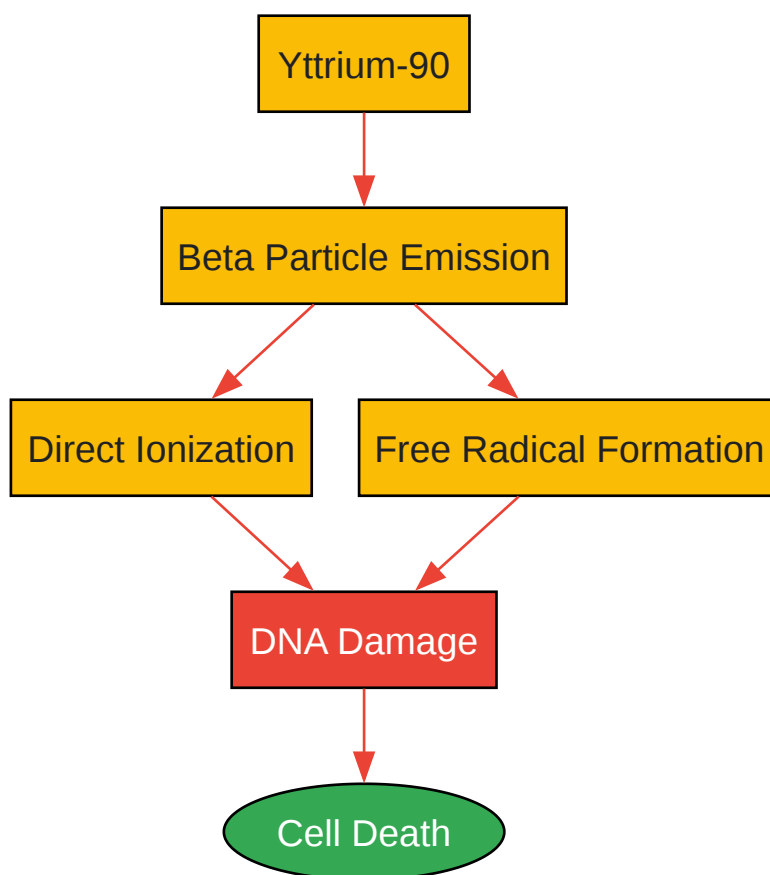 Yttrium-90
Beta Particle Emission
Direct Ionization
Free Radical Formation
DNA Damage
Cell Death